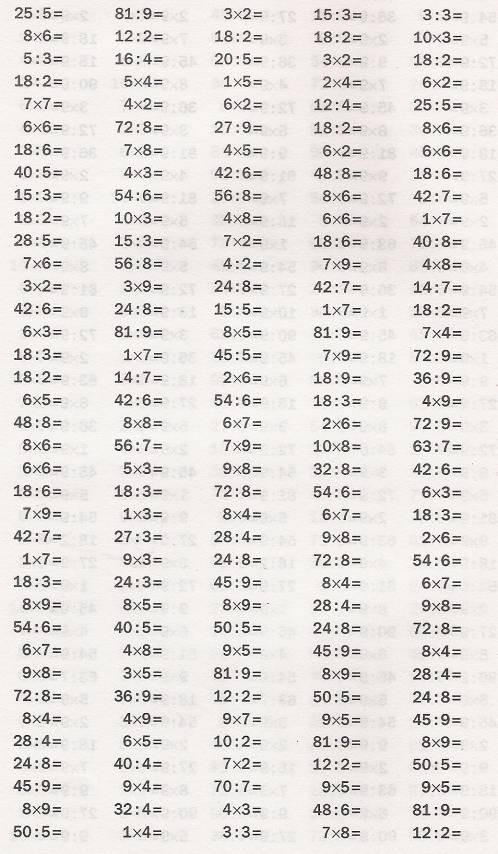 25:5= 81:9= 3×2= 15:3= 3:3=
8×6= 12:2= 18:2= 18:2= 10×3=
5:3= 16:4= 20:5= 3×2= 18:2=
18:2= 5×4= 1×5= 2×4= 6×2=
7×7= 4×2= 6×2= 12:4= 25:5=
6×6= 72:8= 27:9= 18:2= 8×6=
18:6= 7×8= 4×5= 6×2= 6×6=
40:5= 4×3= 42:6= 48:8= 18:6=
15:3= 54:6= 56:8= 8×6= 42:7=
18:2= 10×3= 4×8= 6×6= 1×7=
28:5= 15:3= 7×2= 18:6= 40:8=
7×6= 56:8= 4:2= 7×9= 4×8=
3×2= 3×9= 24:8= 42:7= 14:7=
42:6= 24:8= 15:5= 1×7= 18:2=
6×3= 81:9= 8×5= 81:9= 7×4=
18:3= 1×7= 45:5= 7×9= 72:9=
18:2= 14:7= 2×6= 18:9= 36:9=
6×5= 42:6= 54:6= 18:3= 4×9=
48:8= 8×8= 6×7= 2×6= 72:9=
8×6= 56:7= 7×9= 10×8= 63:7=
6×6= 5×3= 9×8= 32:8= 42:6=
18:6= 18:3= 72:8= 54:6= 6×3=
7×9= 1×3= 8×4= 6×7= 18:3=
42:7= 27:3= 28:4= 9×8= 2×6=
1×7= 9×3= 24:8= 72:8= 54:6=
18:3= 24:3= 45:9= 8×4= 6×7=
8×9= 8×5= 8×9= 28:4= 9×8=
54:6= 40:5= 50:5= 24:8= 72:8=
6×7= 4×8= 9×5= 45:9= 8×4=
9×8= 3×5= 81:9= 8×9= 28:4=
72:8= 36:9= 12:2= 50:5= 24:8=
8×4= 4×9= 9×7= 9×5= 45:9=
28:4= 6×5= 10:2= 81:9= 8×9=
24:8= 40:4= 7×2= 12:2= 50:5=
45:9= 9×4= 70:7= 9×5= 9×5=
8×9= 32:4= 4×3= 48:6= 81:9=
50:5= 1×4= 3:3= 7×8= 12:2=